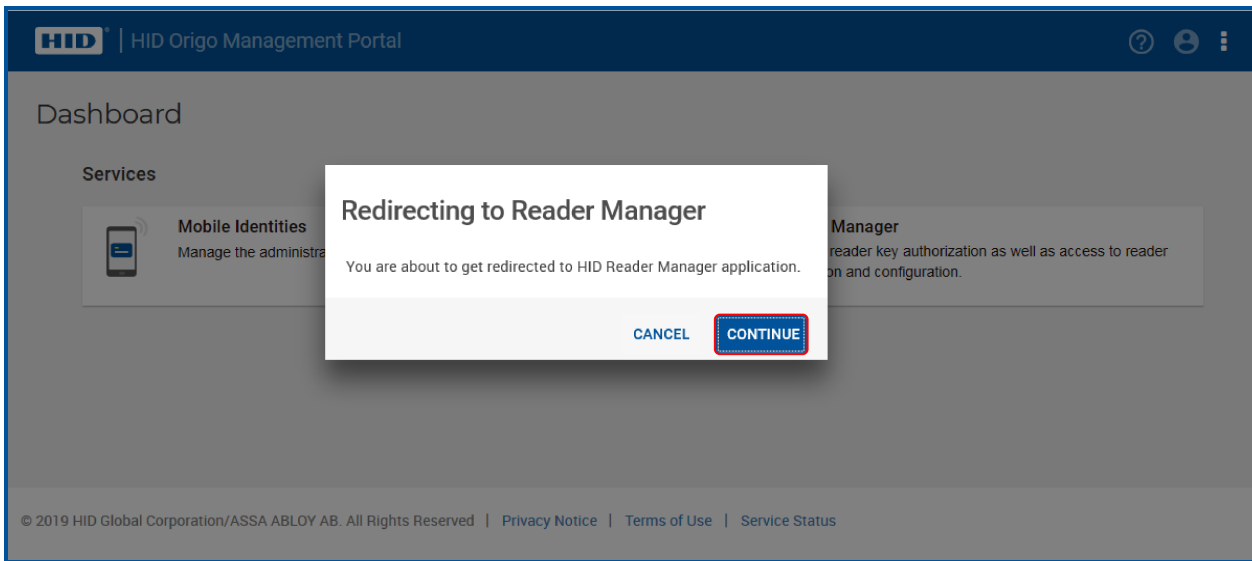 HID® | HID Origo Management Portal
Dashboard
Services
Mobile Identities
Manage the administra
Redirecting to Reader Manager
You are about to get redirected to HID Reader Manager application.
CANCEL CONTINUE
Manager
reader key authorization as well as access to reader
on and configuration.
© 2019 HID Global Corporation/ASSA ABLOY AB. All Rights Reserved | Privacy Notice | Terms of Use | Service Status